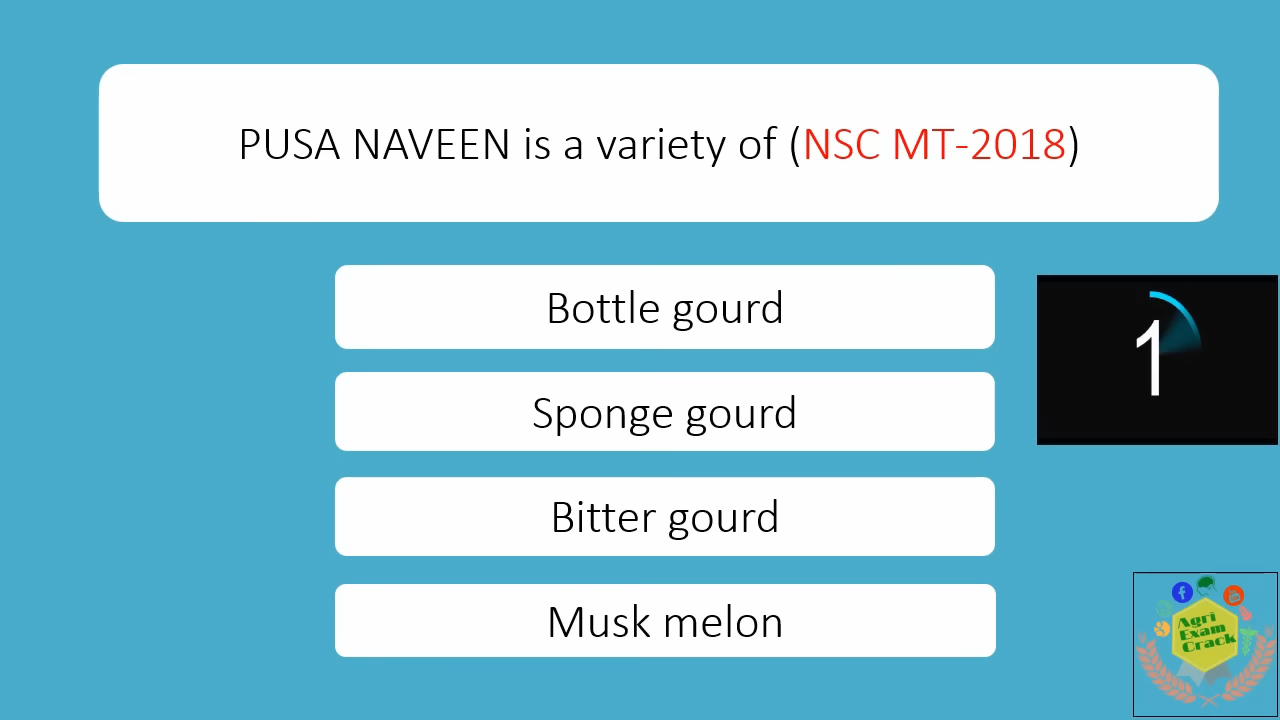 PUSA NAVEEN is a variety of (NSC MT-2018)
Bottle gourd
1
Sponge gourd
Bitter gourd
Musk melon
Agri
Exam
Crack